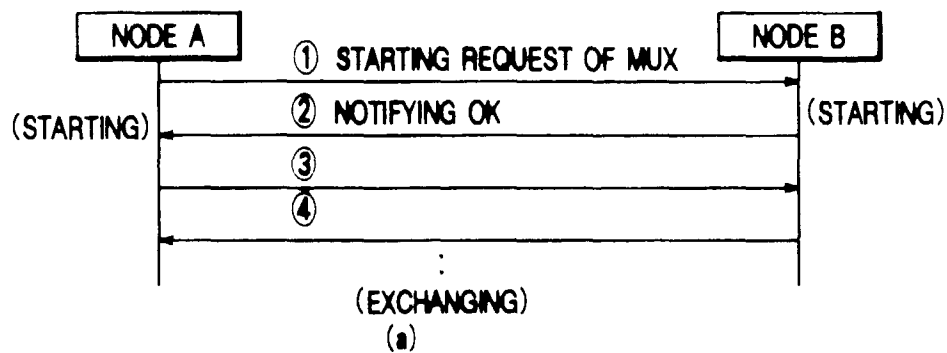 NODE A
NODE B
① STARTING REQUEST OF MUX
② NOTIFYING OK
(STARTING)
(STARTING)
③
④
(EXCHANGING)
(a)